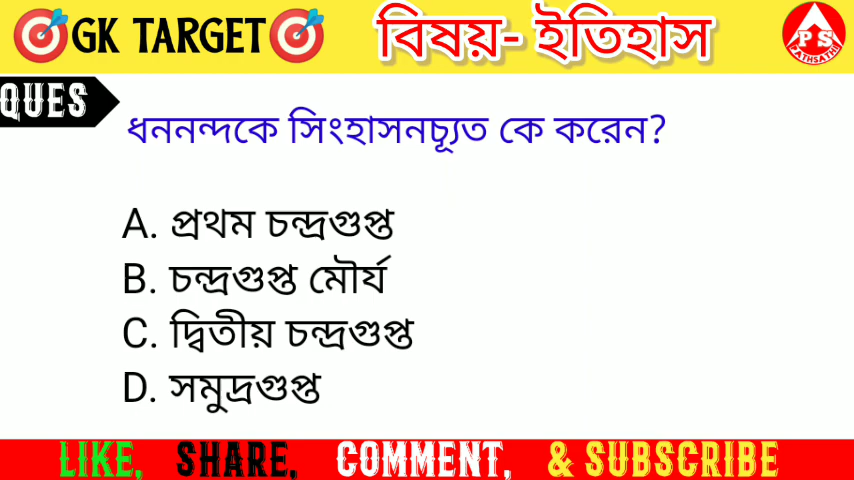 GK TARGET
বিষয়- ইতিহাস
PS
PATHSATHI
QUES
ধননন্দকে সিংহাসনচ্যূত কে করেন?
A. প্রথম চন্দ্রগুপ্ত
B. চন্দ্রগুপ্ত মৌর্য
C. দ্বিতীয় চন্দ্রগুপ্ত
D. সমুদ্রগুপ্ত
LIKE, SHARE, COMMENT, & SUBSCRIBE